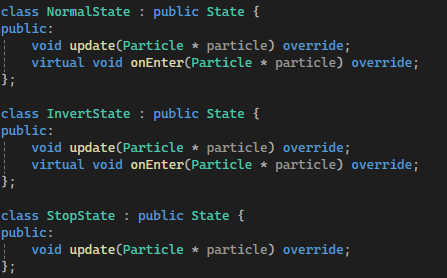 class NormalState : public State {
public:
    void update(Particle * particle) override;
    virtual void onEnter(Particle * particle) override;
};

class InvertState : public State {
public:
    void update(Particle * particle) override;
    virtual void onEnter(Particle * particle) override;
};

class StopState : public State {
public:
    void update(Particle * particle) override;
};